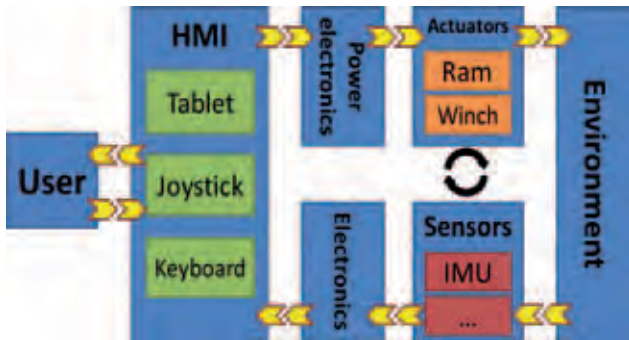 HMI
Tablet
Joystick
Keyboard
User
Power
electronics
Actuators
Ram
Winch
Environment
Electronics
Sensors
IMU
...